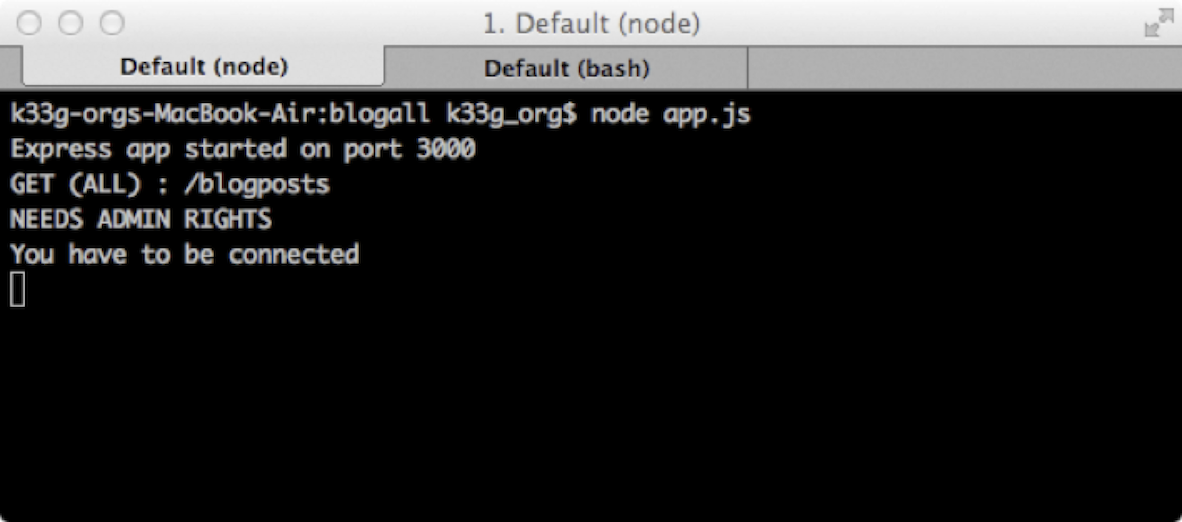 1. Default (node)
Default (node) Default (bash)
k33g-orgs-MacBook-Air:blogall k33g_org$ node app.js
Express app started on port 3000
GET (ALL) : /blogposts
NEEDS ADMIN RIGHTS
You have to be connected